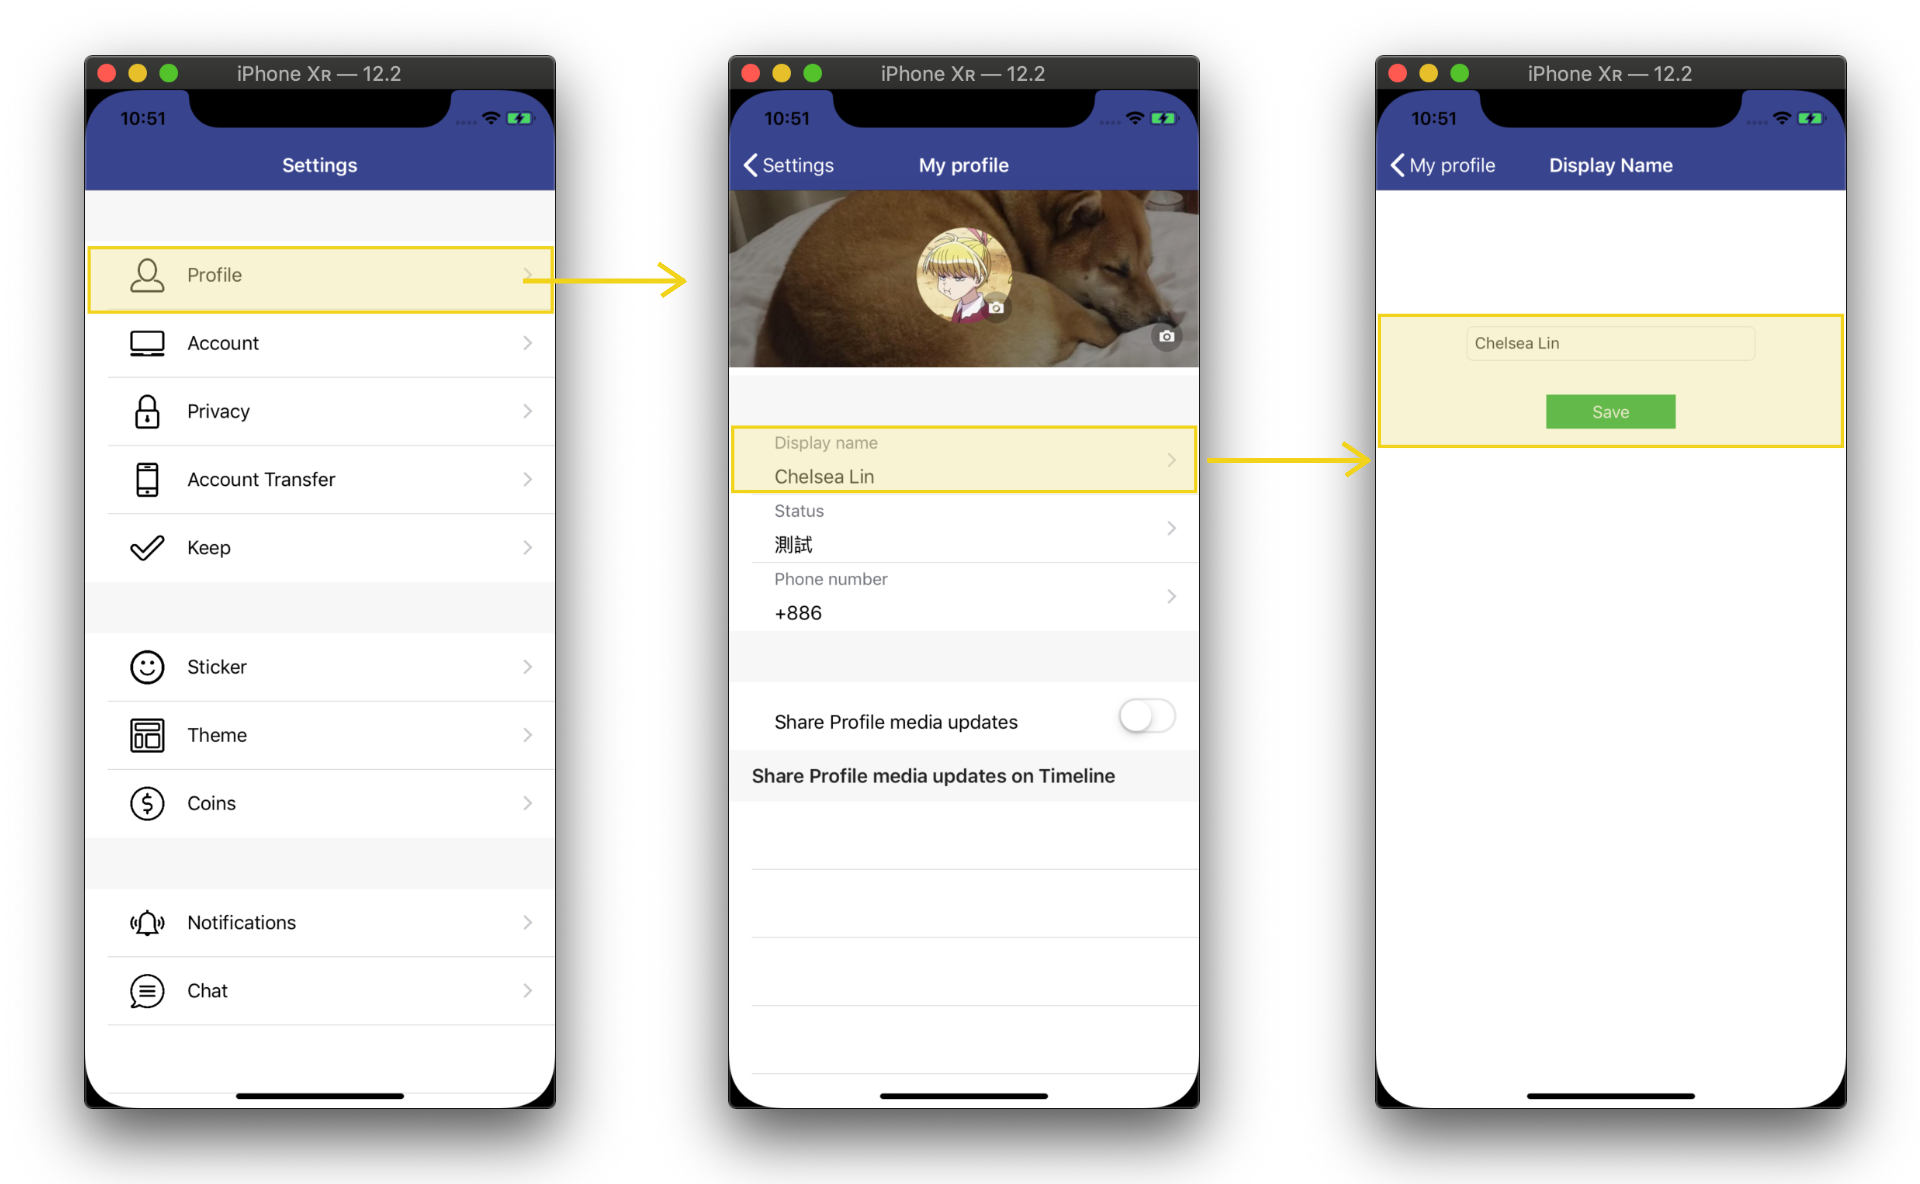 iPhone Xʀ — 12.2
10:51
Settings
Profile
Account
Privacy
Account Transfer
Keep
Sticker
Theme
Coins
Notifications
Chat
iPhone Xʀ — 12.2
10:51
Settings
My profile
Display name
Chelsea Lin
Status
測試
Phone number
+886
Share Profile media updates
Share Profile media updates on Timeline
iPhone Xʀ — 12.2
10:51
My profile
Display Name
Chelsea Lin
Save